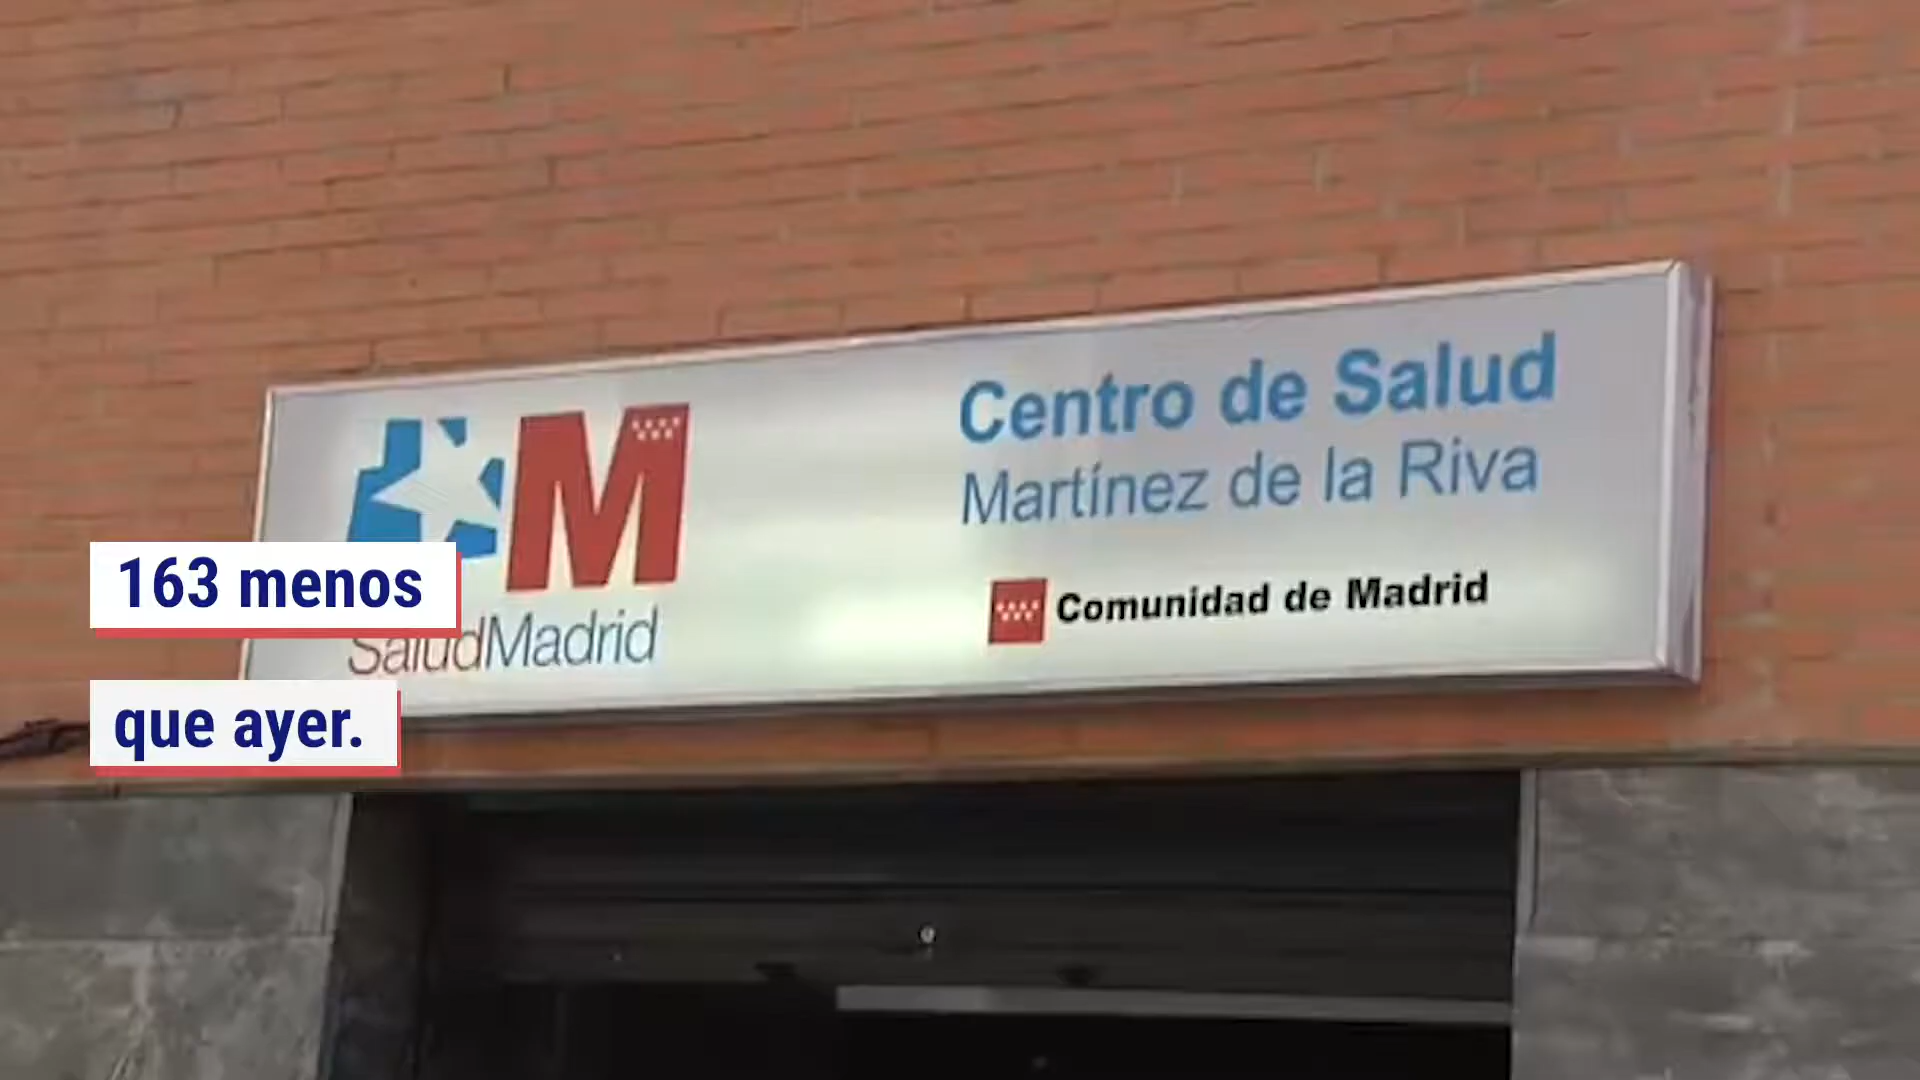 Centro de Salud
Martínez de la Riva
M
SaludMadrid
Comunidad de Madrid
163 menos
que ayer.